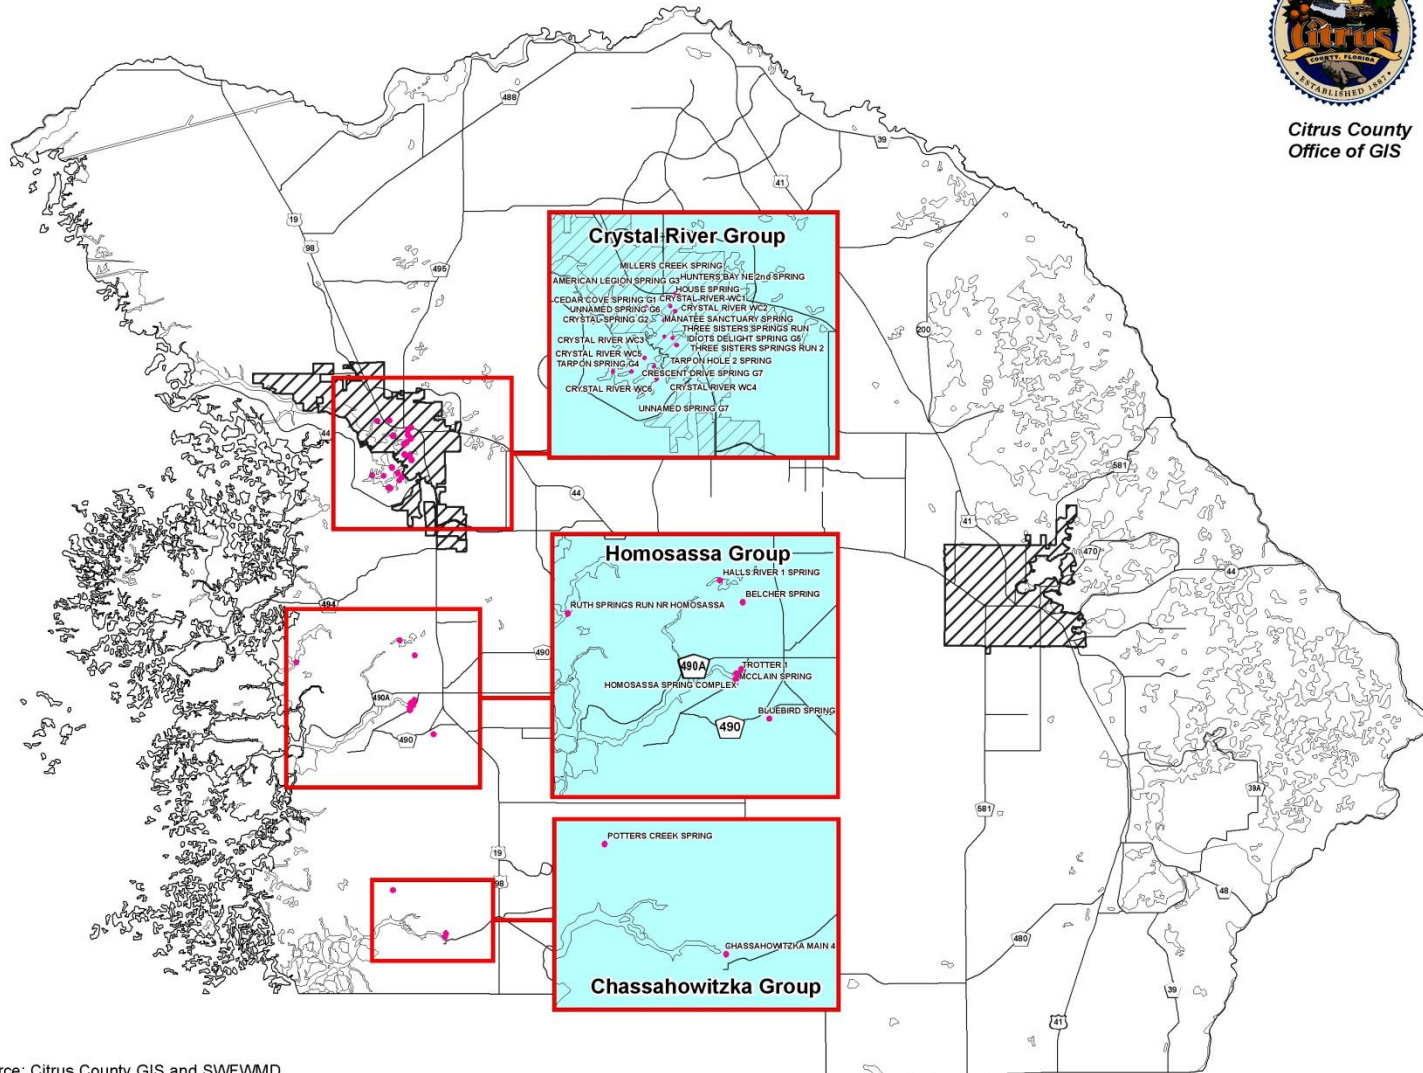 Citrus
COUNTY, FLORIDA
ESTABLISHED 1887
Citrus County
Office of GIS
488
39
41
19
98
495
200
Crystal River Group
MILLERS CREEK SPRING
AMERICAN LEGION SPRING G3
HUNTERS BAY NE 2nd SPRING
HOUSE SPRING
CEDAR COVE SPRING G1
CRYSTAL RIVER WC1
UNNAMED SPRING G6
CRYSTAL RIVER WC2
CRYSTAL SPRING G2
MANATEE SANCTUARY SPRING
THREE SISTERS SPRINGS RUN
CRYSTAL RIVER WC3
IDIOTS DELIGHT SPRING G5
THREE SISTERS SPRINGS RUN 2
CRYSTAL RIVER WC5
TARPON SPRING G4
TARPON HOLE 2 SPRING
CRESCENT DRIVE SPRING G7
CRYSTAL RIVER WC6
CRYSTAL RIVER WC4
UNNAMED SPRING G7
44
44
581
41
470
44
494
Homosassa Group
HALLS RIVER 1 SPRING
BELCHER SPRING
RUTH SPRINGS RUN NR HOMOSASSA
490A
TROTTER 1
MCCLAIN SPRING
HOMOSASSA SPRING COMPLEX
BLUEBIRD SPRING
490
490
490A
490
39A
581
48
19
98
POTTERS CREEK SPRING
CHASSAHOWITZKA MAIN 4
Chassahowitzka Group
480
39
41
rce: Citrus County GIS and SWFWMD